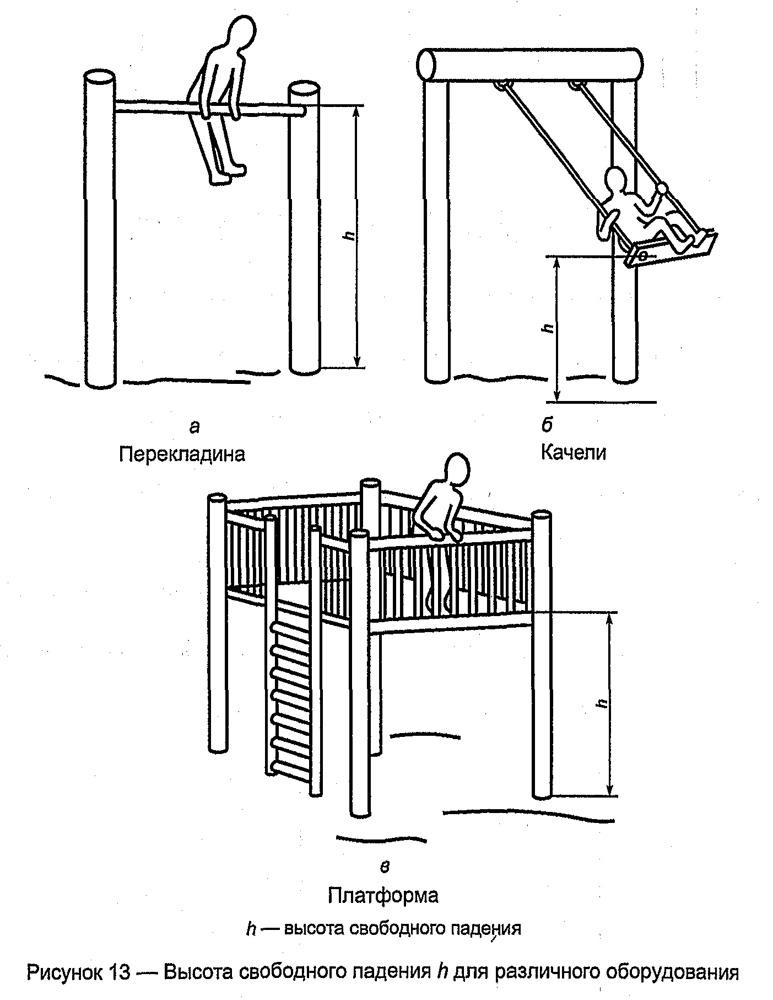 h
h
а
Перекладина
б
Качели
h
в
Платформа
h — высота свободного падения
Рисунок 13 — Высота свободного падения h для различного оборудования